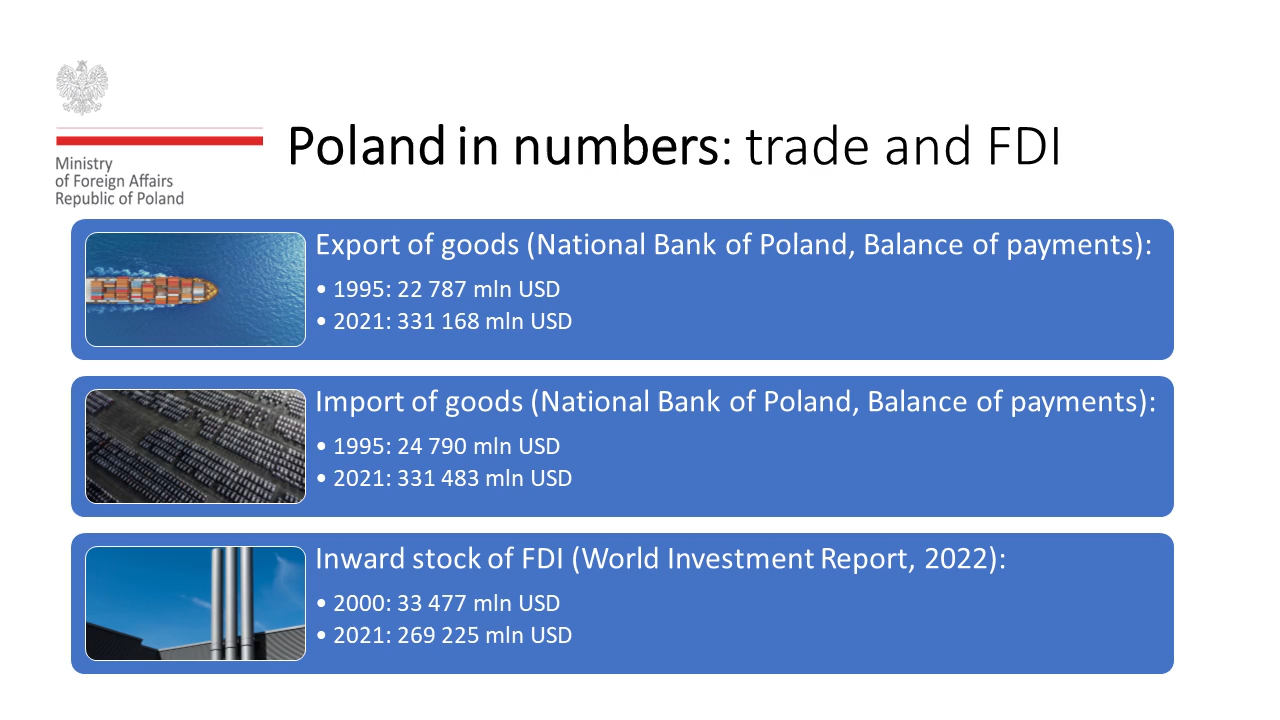 Ministry
of Foreign Affairs
Republic of Poland
Poland in numbers: trade and FDI
Export of goods (National Bank of Poland, Balance of payments):
• 1995: 22 787 mln USD
• 2021: 331 168 mln USD
Import of goods (National Bank of Poland, Balance of payments):
• 1995: 24 790 mln USD
• 2021: 331 483 mln USD
Inward stock of FDI (World Investment Report, 2022):
• 2000: 33 477 mln USD
• 2021: 269 225 mln USD